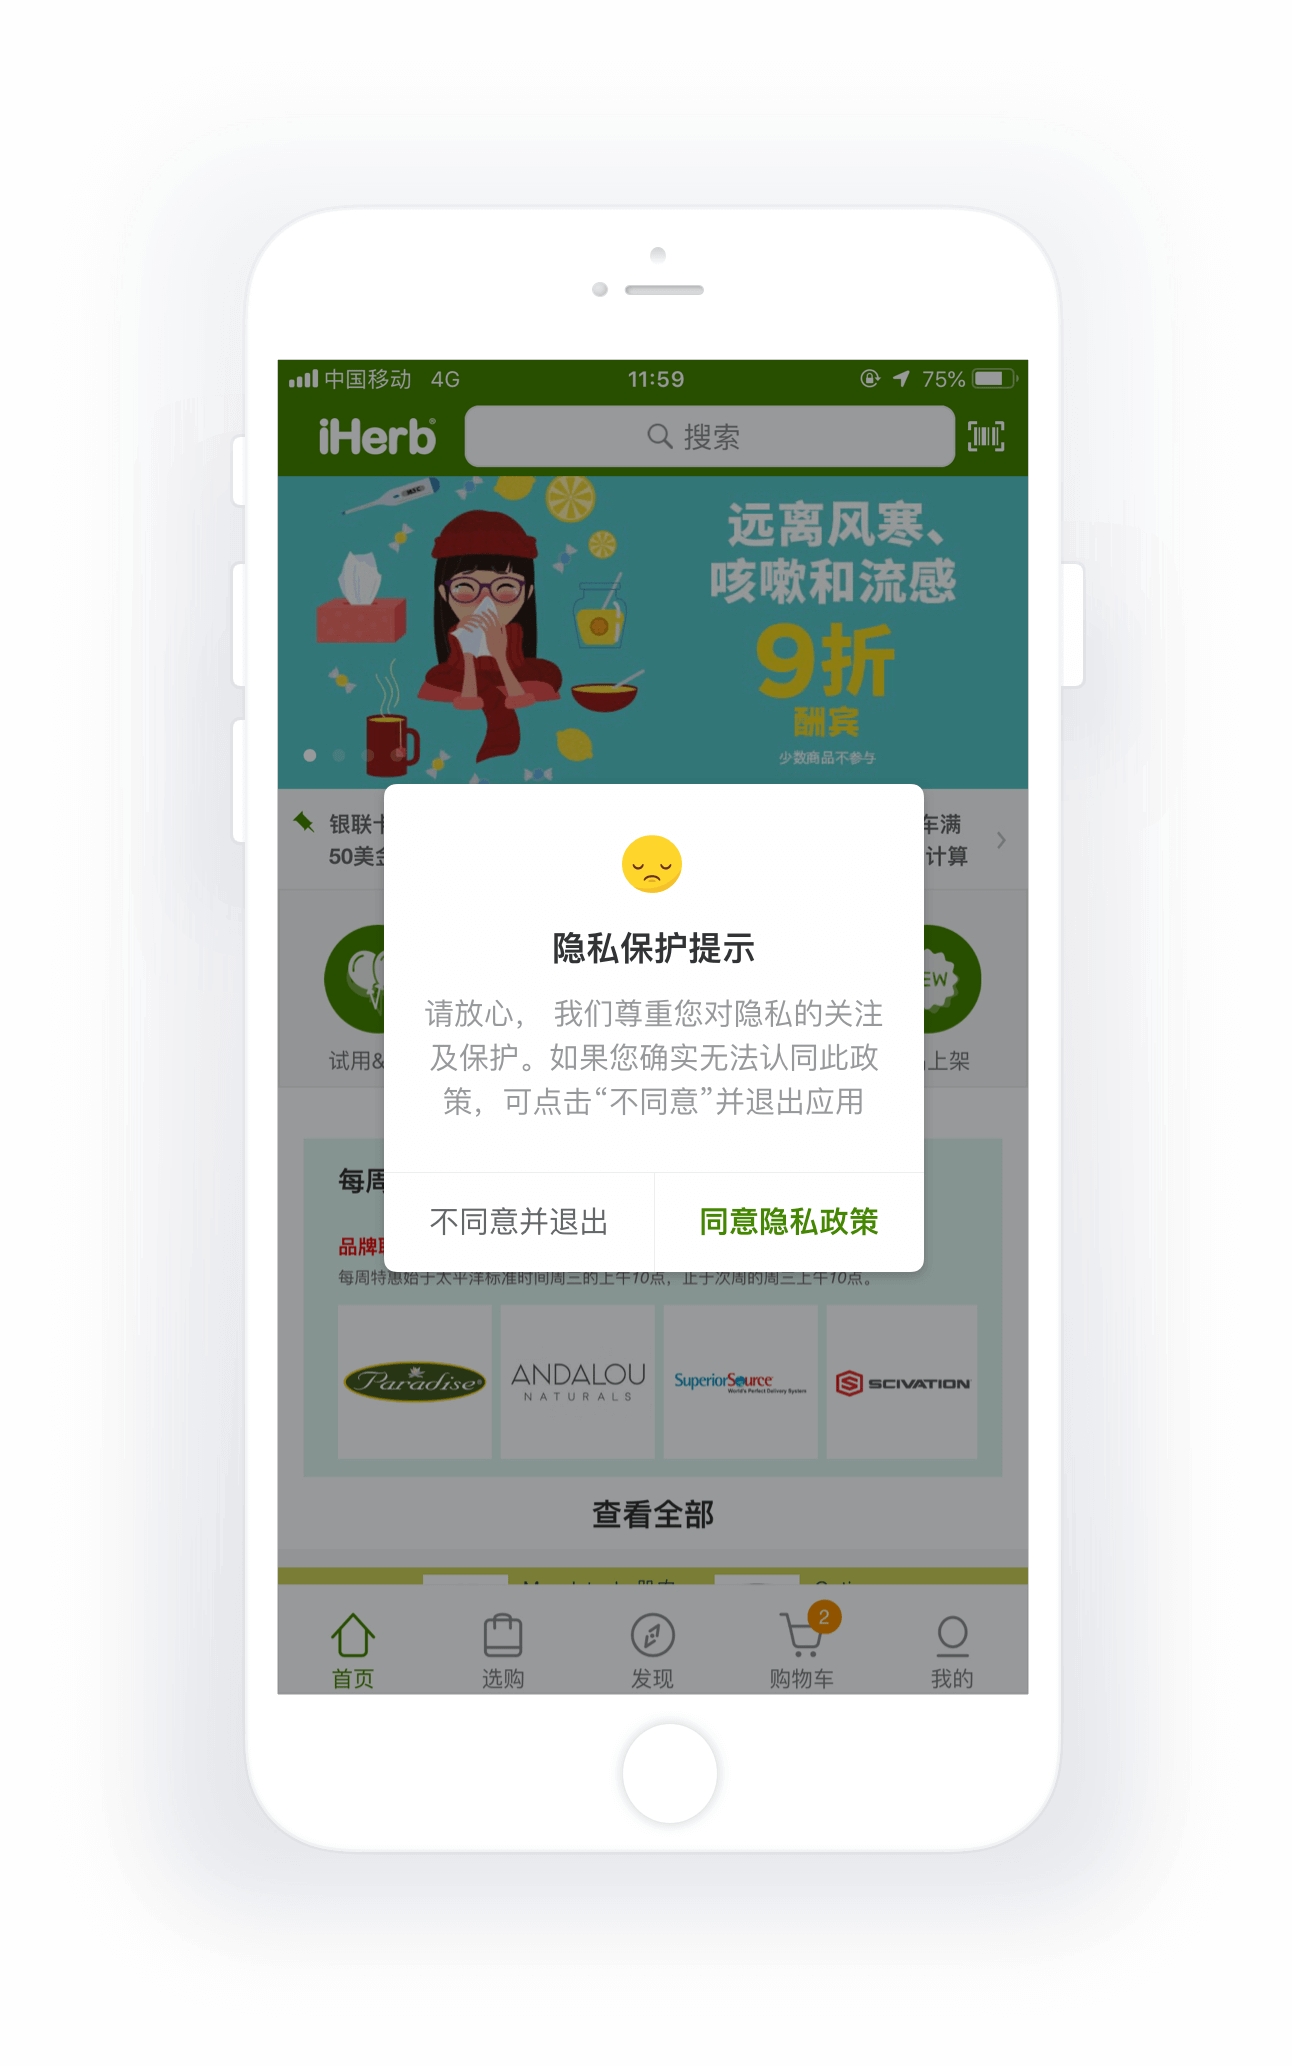 中国移动 4G 11:59 75%
iHerb® 搜索
远离风寒、
咳嗽和流感
9折
酬宾
少数商品不参与
银联卡 车满
50美金 计算
隐私保护提示
请放心， 我们尊重您对隐私的关注
及保护。如果您确实无法认同此政
策，可点击“不同意”并退出应用
不同意并退出 同意隐私政策
试用& 上架
每周
品牌
每周特惠始于太平洋标准时间周三的上午10点，止于次周的周三上午10点。
Paradise®
ANDALOU
NATURALS
SuperiorSource
World's Perfect Delivery System
SCIVATION
查看全部
2
首页 选购 发现 购物车 我的